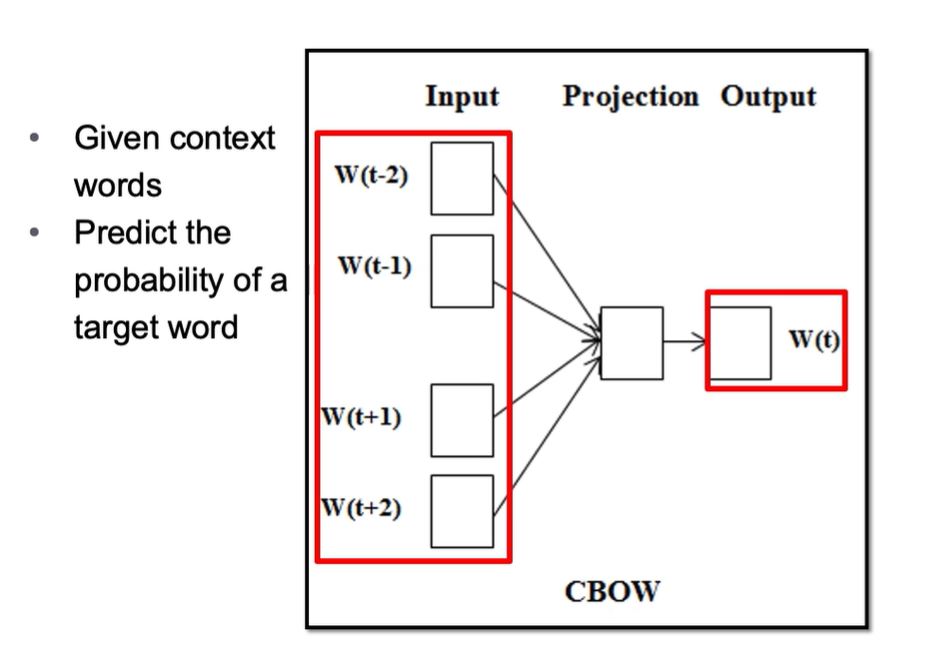 • Given context
words
• Predict the
probability of a
target word
Input Projection Output
W(t-2)
W(t-1)
W(t)
W(t+1)
W(t+2)
CBOW